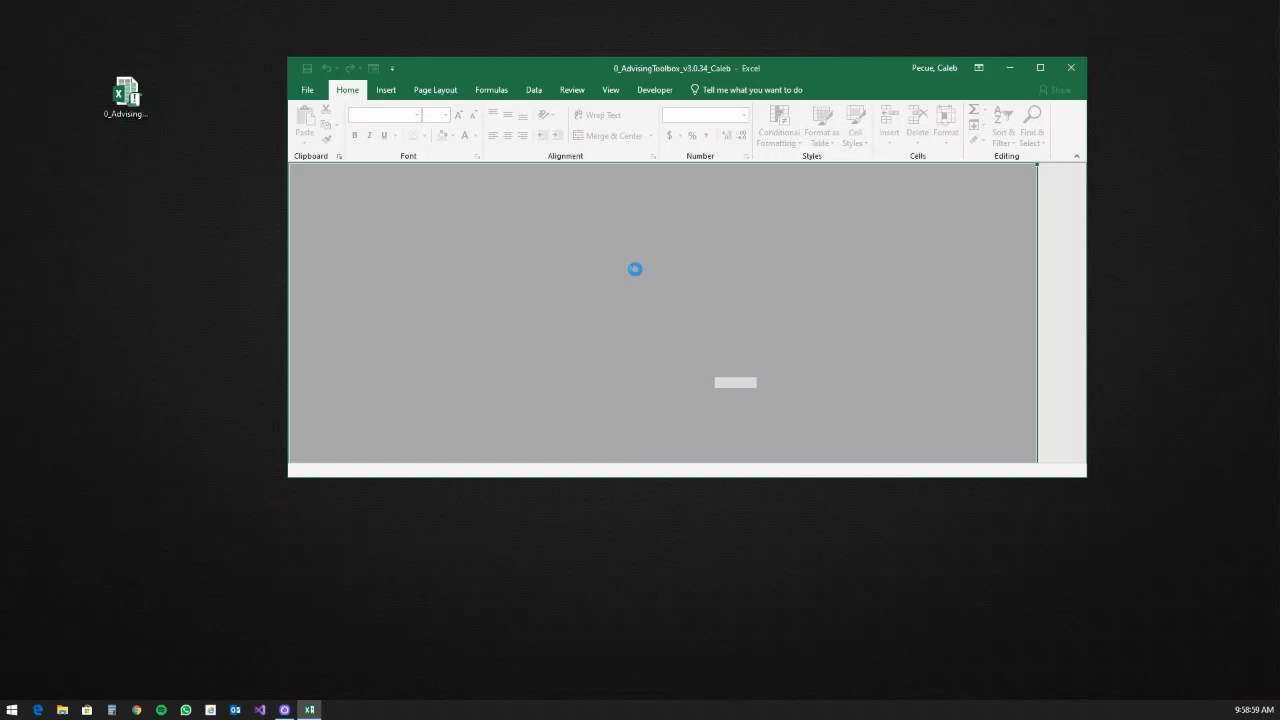 0_AdvisingToolbox_v3.0.34_Caleb - Excel
Pecue, Caleb
File Home Insert Page Layout Formulas Data Review View Developer Tell me what you want to do Share
0_Advising...
Paste
Wrap Text
Merge & Center
B I U
A
$ %
Conditional Formatting
Format as Table
Cell Styles
Insert
Delete
Format
Sort & Filter
Find & Select
Clipboard Font Alignment Number Styles Cells Editing
9:58:59 AM